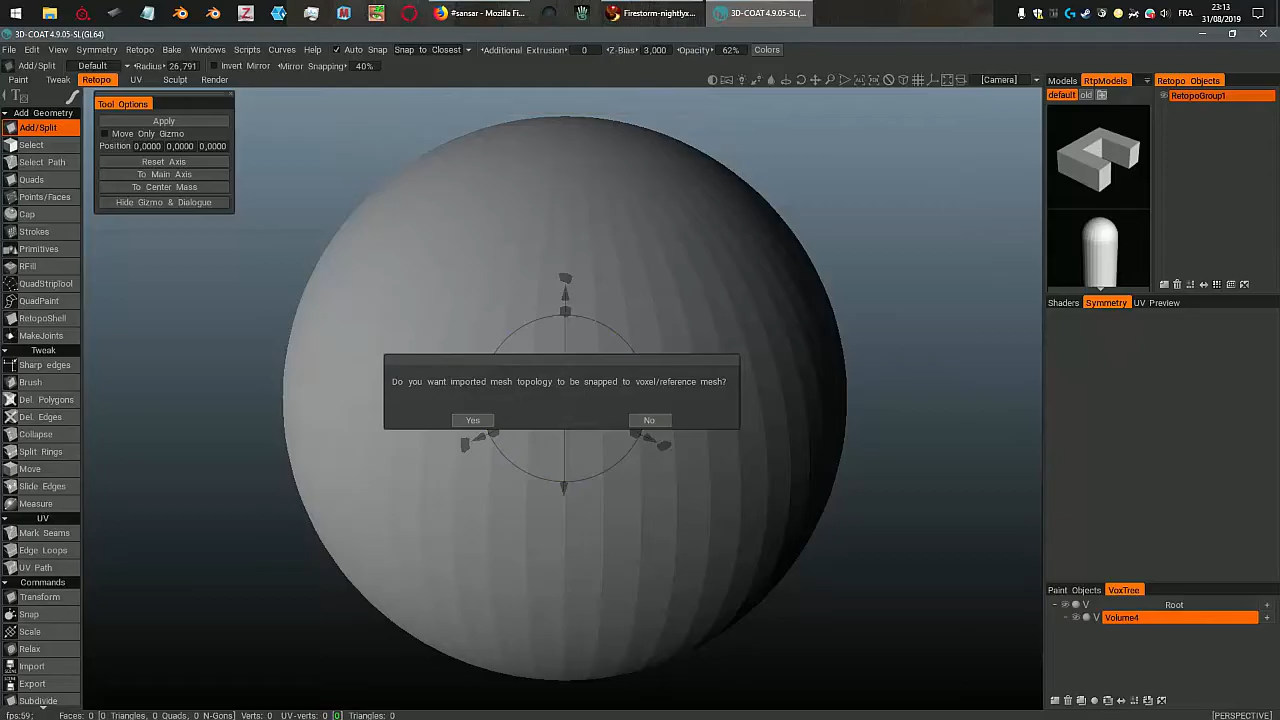 #sansar - Mozilla Fi...
Firestorm-nightlyx...
3D-COAT 4.9.05-SL(...
FRA
23:13
31/08/2019
3D-COAT 4.9.05-SL(GL64)
File Edit View Symmetry Retopo Bake Windows Scripts Curves Help Auto Snap Snap to Closest Additional Extrusion 0 Z-Bias 3,000 Opacity 62% Colors
Add/Split Default Radius 26,791 Invert Mirror Mirror Snapping 40%
Paint Tweak Retopo UV Sculpt Render [Camera] Models RtpModels Retopo Objects
default old RetopoGroup1
Tool Options
Apply
Move Only Gizmo
Position 0,0000 0,0000 0,0000
Reset Axis
To Main Axis
To Center Mass
Hide Gizmo & Dialogue
Add Geometry
Add/Split
Select
Select Path
Quads
Points/Faces
Cap
Strokes
Primitives
RFill
QuadStripTool
QuadPaint
RetopoShell
MakeJoints
Tweak
Sharp edges
Brush
Del. Polygons
Del. Edges
Collapse
Split Rings
Move
Slide Edges
Measure
UV
Mark Seams
Edge Loops
UV Path
Commands
Transform
Snap
Scale
Relax
Import
Export
Subdivide
Do you want imported mesh topology to be snapped to voxel/reference mesh?
Yes No
Shaders Symmetry UV Preview
Paint Objects VoxTree
V Root +
V Volume4 +
fps:59; Faces: 0 [0 Triangles, 0 Quads, 0 N-Gons] Verts: 0 UV-verts: 0 [0] Triangles: 0 [PERSPECTIVE]